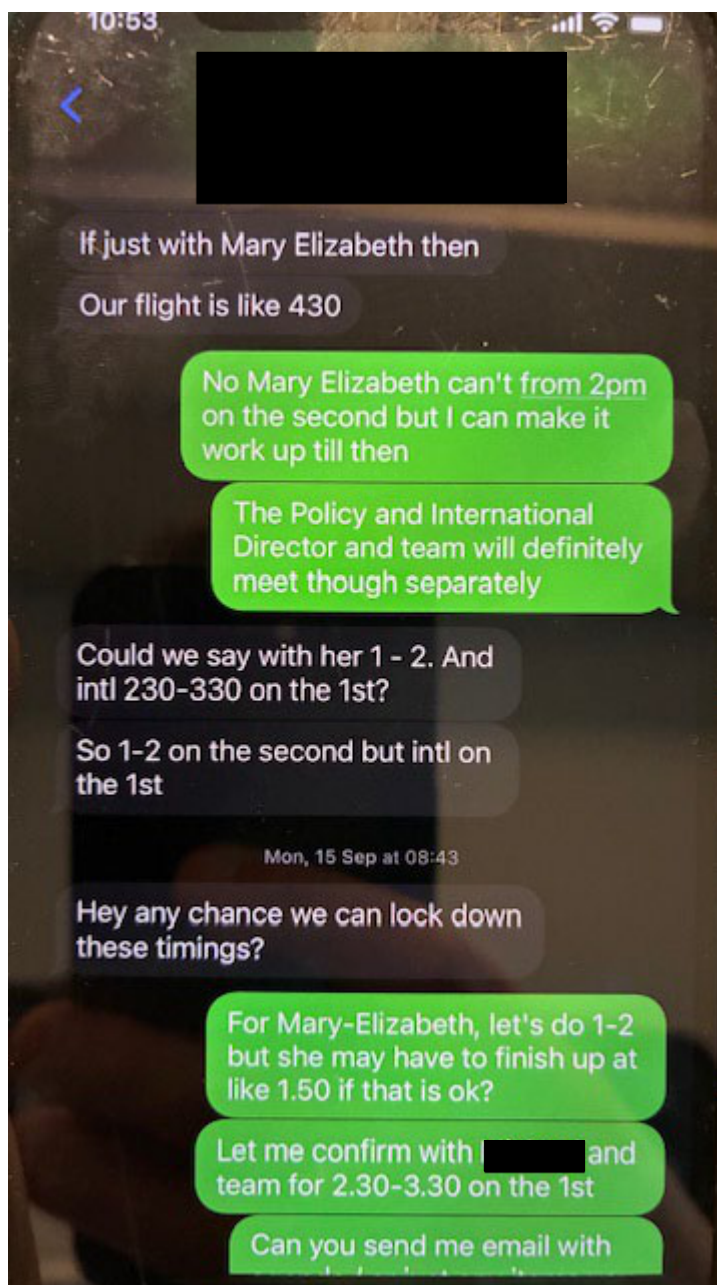 10:53
If just with Mary Elizabeth then
Our flight is like 430
No Mary Elizabeth can't from 2pm
on the second but I can make it
work up till then
The Policy and International
Director and team will definitely
meet though separately
Could we say with her 1 - 2. And
intl 230-330 on the 1st?
So 1-2 on the second but intl on
the 1st
Mon, 15 Sep at 08:43
Hey any chance we can lock down
these timings?
For Mary-Elizabeth, let's do 1-2
but she may have to finish up at
like 1.50 if that is ok?
Let me confirm with and
team for 2.30-3.30 on the 1st
Can you send me email with